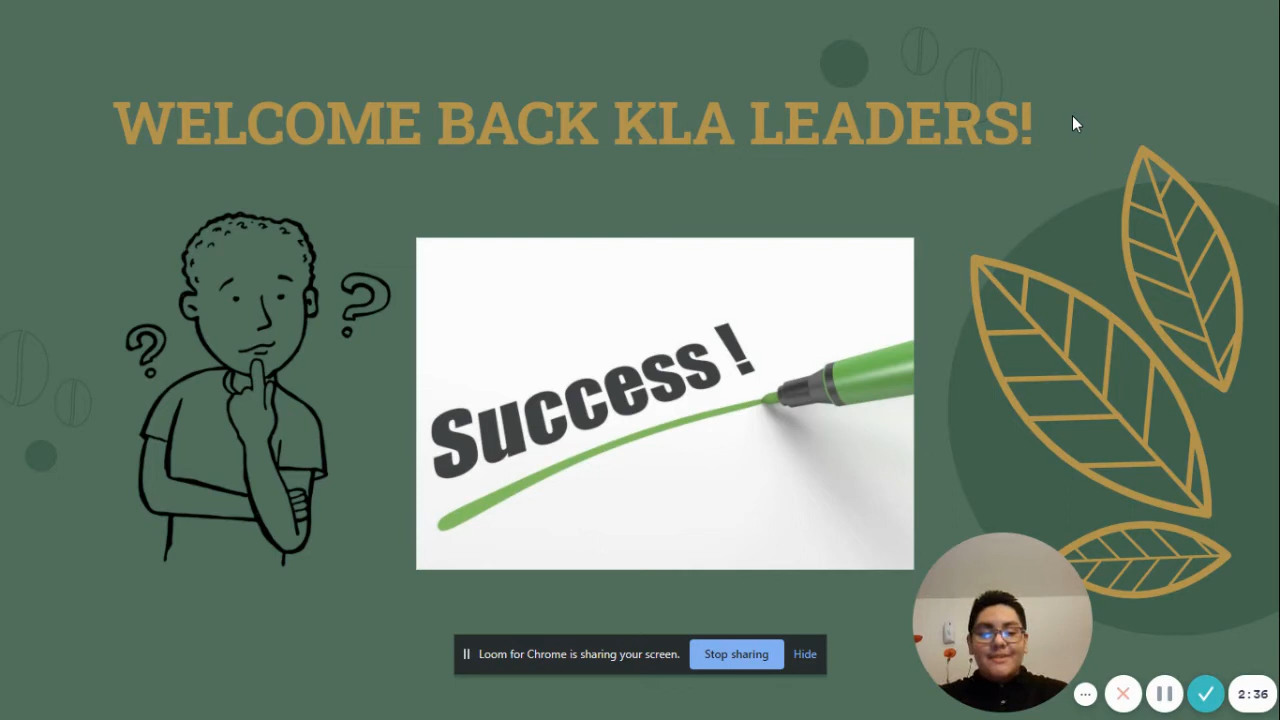 WELCOME BACK KLA LEADERS!
?
?
Success !
Loom for Chrome is sharing your screen. Stop sharing Hide
2:36